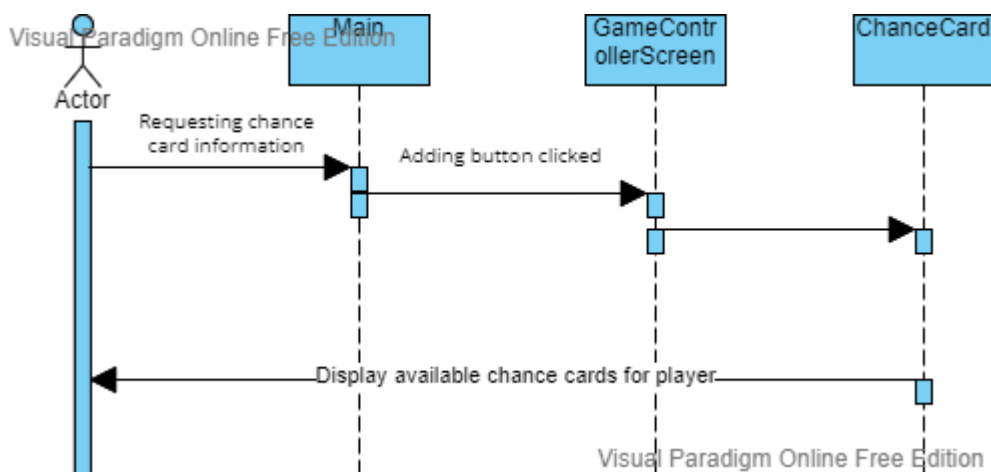 Visual Paradigm Online Free Edition
Main
GameContr
ollerScreen
ChanceCard
Actor
Requesting chance
card information
Adding button clicked
Display available chance cards for player
Visual Paradigm Online Free Edition